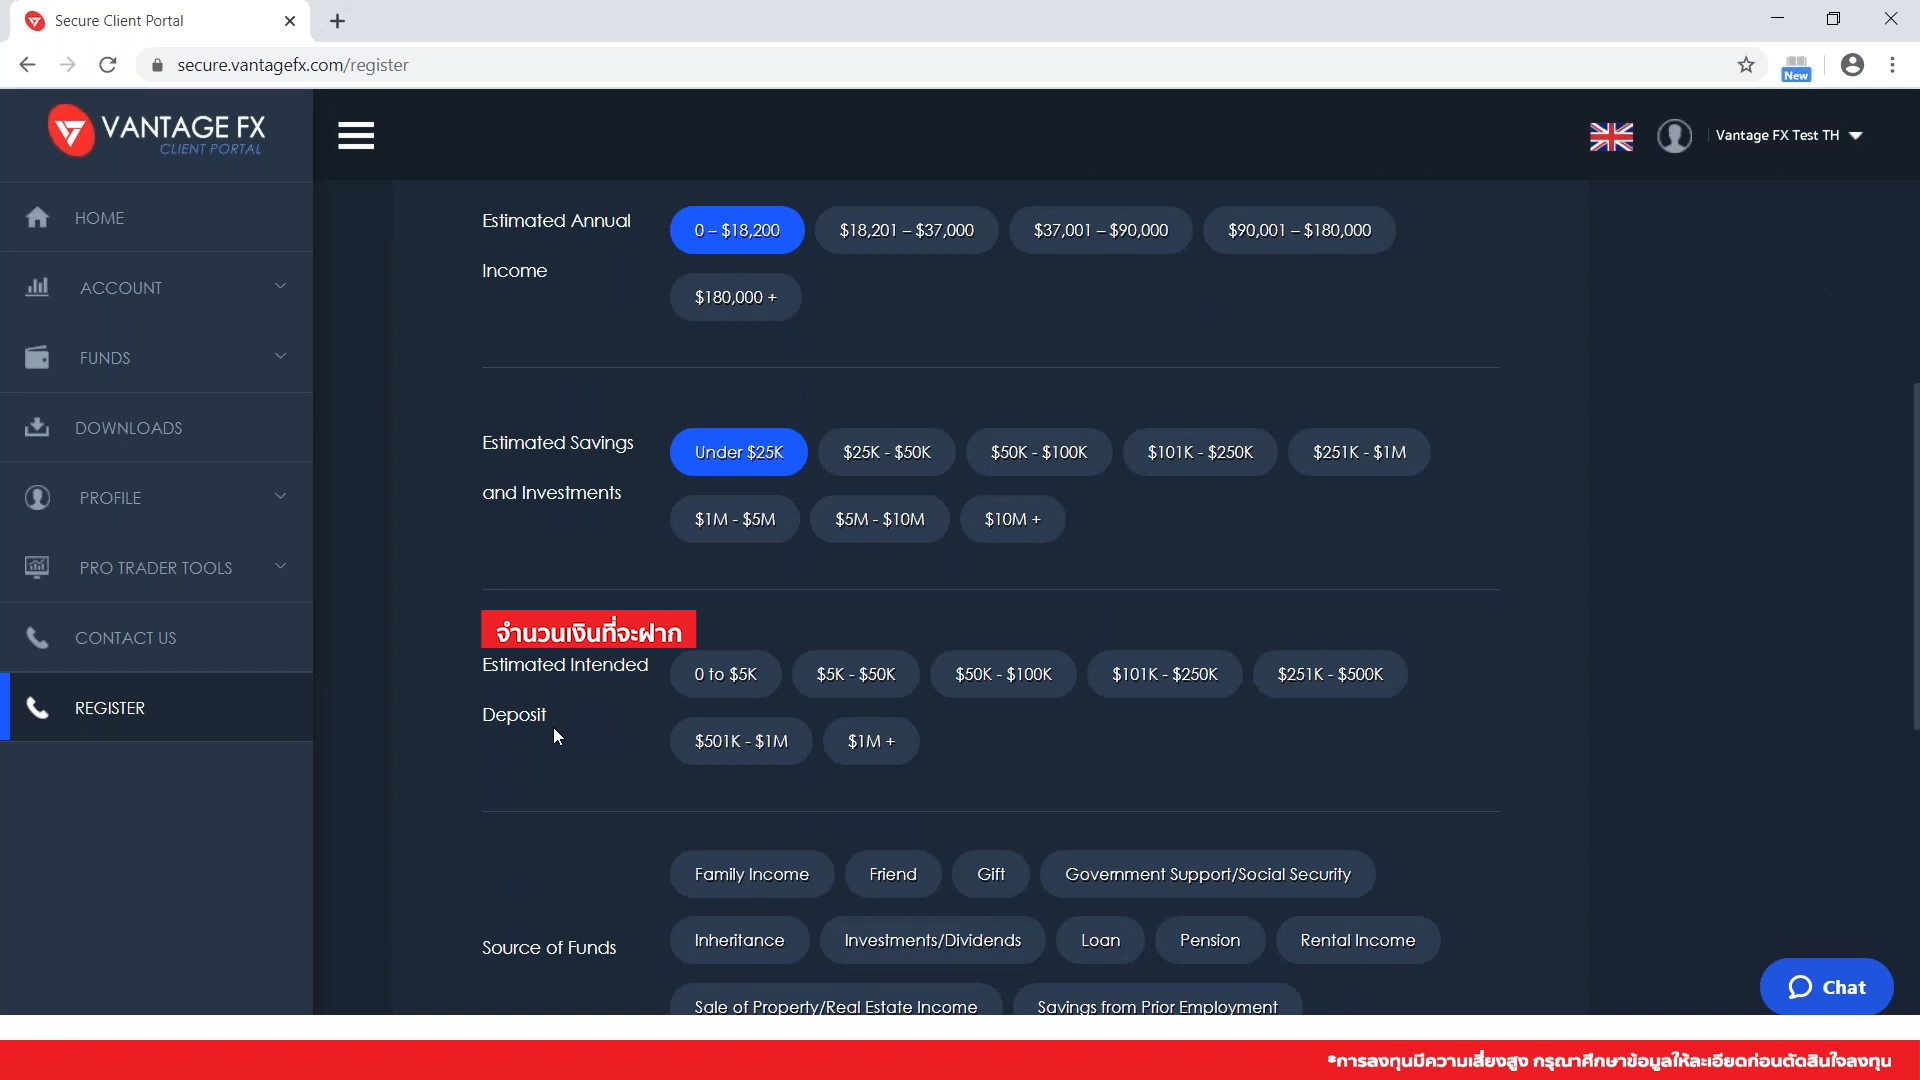 Secure Client Portal
secure.vantagefx.com/register
New
VANTAGE FX
CLIENT PORTAL
Vantage FX Test TH
HOME
ACCOUNT
FUNDS
DOWNLOADS
PROFILE
PRO TRADER TOOLS
CONTACT US
REGISTER
Estimated Annual Income
0 – $18,200 $18,201 – $37,000 $37,001 – $90,000 $90,001 – $180,000
$180,000 +
Estimated Savings and Investments
Under $25K $25K - $50K $50K - $100K $101K - $250K $251K - $1M
$1M - $5M $5M - $10M $10M +
จำนวนเงินที่จะฝาก
Estimated Intended Deposit
0 to $5K $5K - $50K $50K - $100K $101K - $250K $251K - $500K
$501K - $1M $1M +
Source of Funds
Family Income Friend Gift Government Support/Social Security
Inheritance Investments/Dividends Loan Pension Rental Income
Sale of Property/Real Estate Income Savings from Prior Employment
Chat
*การลงทุนมีความเสี่ยงสูง กรุณาศึกษาข้อมูลให้ละเอียดก่อนตัดสินใจลงทุน